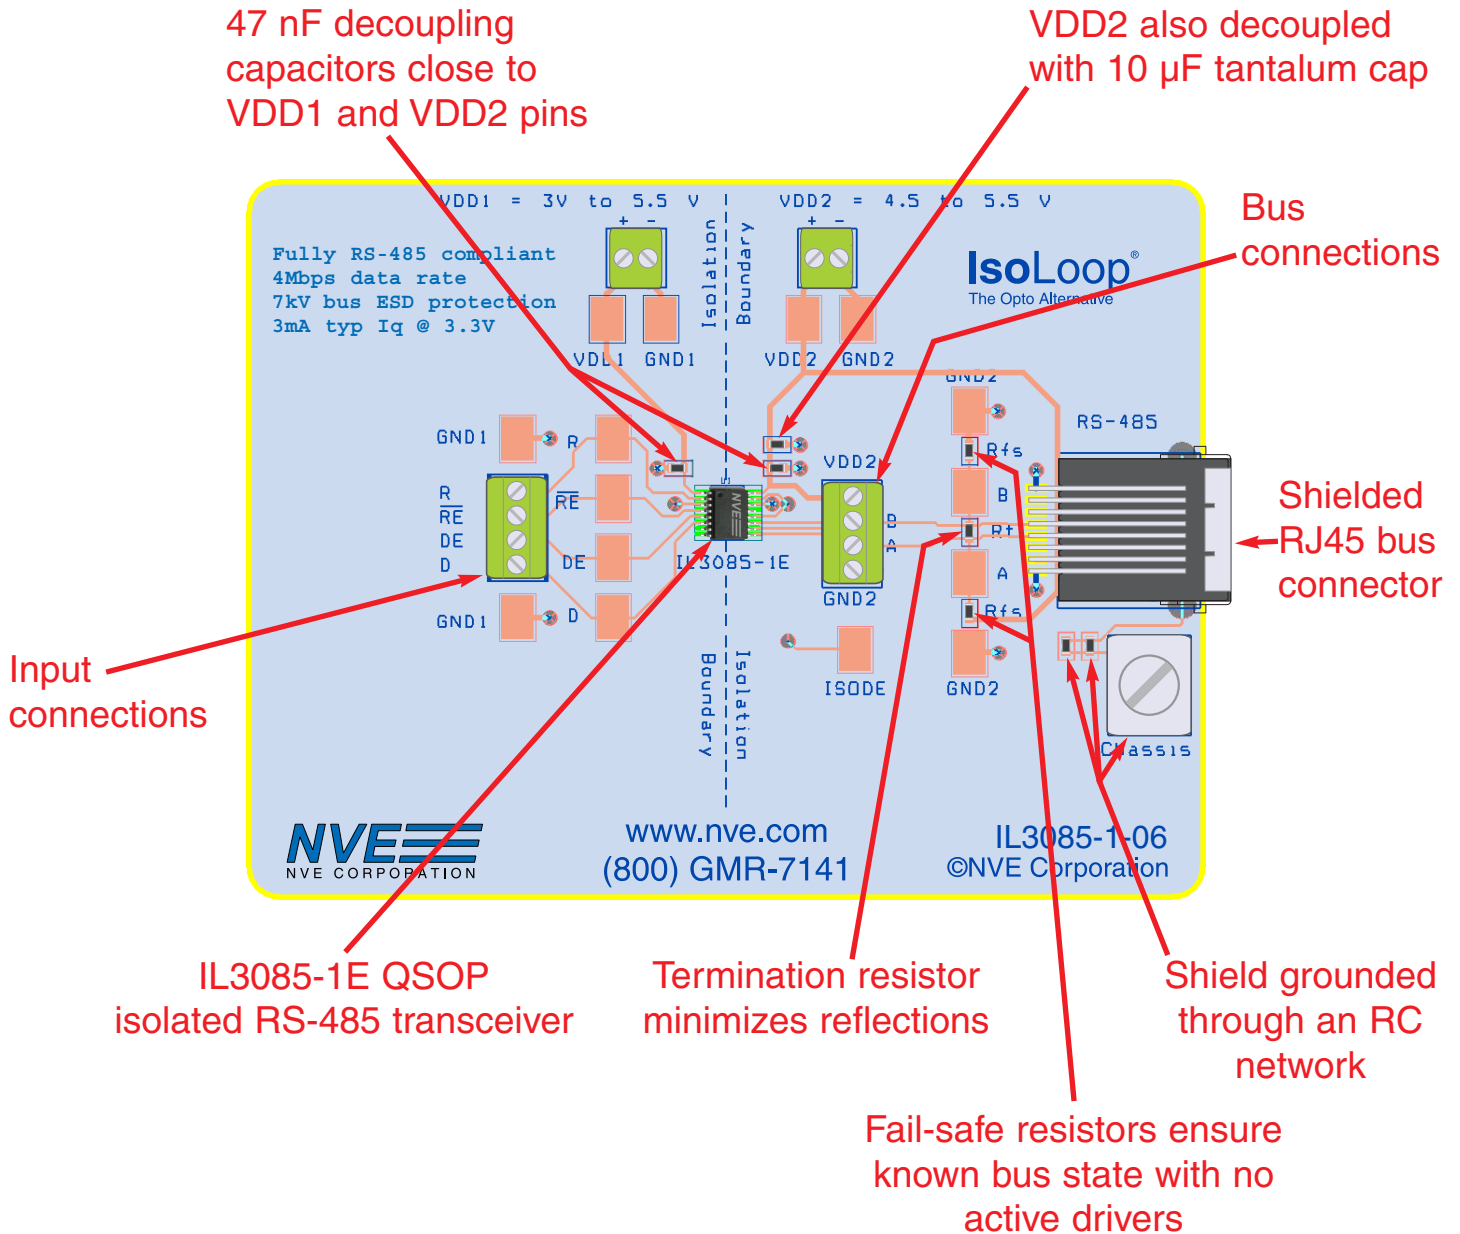 47 nF decoupling
capacitors close to
VDD1 and VDD2 pins
VDD2 also decoupled
with 10 µF tantalum cap
VDD1 = 3V to 5.5 V
VDD2 = 4.5 to 5.5 V
+ -
+ -
Isolation
Boundary
Fully RS-485 compliant
4Mbps data rate
7kV bus ESD protection
3mA typ Iq @ 3.3V
IsoLoop®
The Opto Alternative
Bus
connections
VDD1 GND1
VDD2 GND2
GND2
RS-485
GND1
R
Rfs
VDD2
R
RE
DE
D
RE
B
B
Rt
A
DE
IL3085-1E
A
GND2
Rfs
GND1
D
Shielded
RJ45 bus
connector
Input
connections
Boundary
Isolation
ISODE
GND2
Chassis
NVE
NVE
NVE CORPORATION
www.nve.com
(800) GMR-7141
IL3085-1-06
©NVE Corporation
IL3085-1E QSOP
isolated RS-485 transceiver
Termination resistor
minimizes reflections
Shield grounded
through an RC
network
Fail-safe resistors ensure
known bus state with no
active drivers